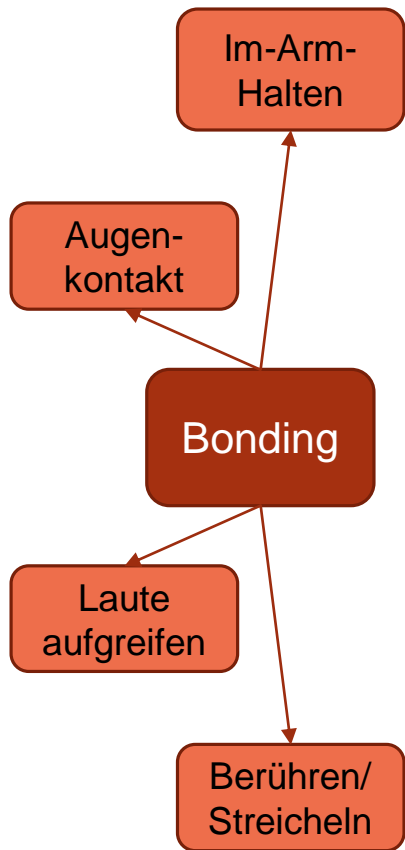 Im-Arm-
Halten
Augen-
kontakt
Bonding
Laute
aufgreifen
Berühren/
Streicheln